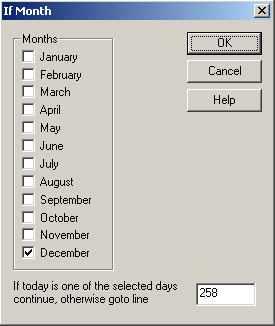 If Month
Months
OK
January
Cancel
February
March
Help
April
May
June
July
August
September
October
November
December
If today is one of the selected days
continue, otherwise goto line
258